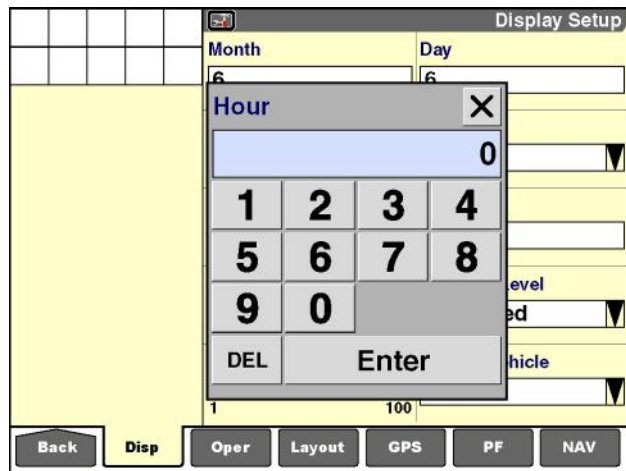 Display Setup
Month Day
6 6
Hour
0
1 2 3 4
5 6 7 8
9 0
evel
ed
DEL Enter
hicle
1 100
Back Disp Oper Layout GPS PF NAV